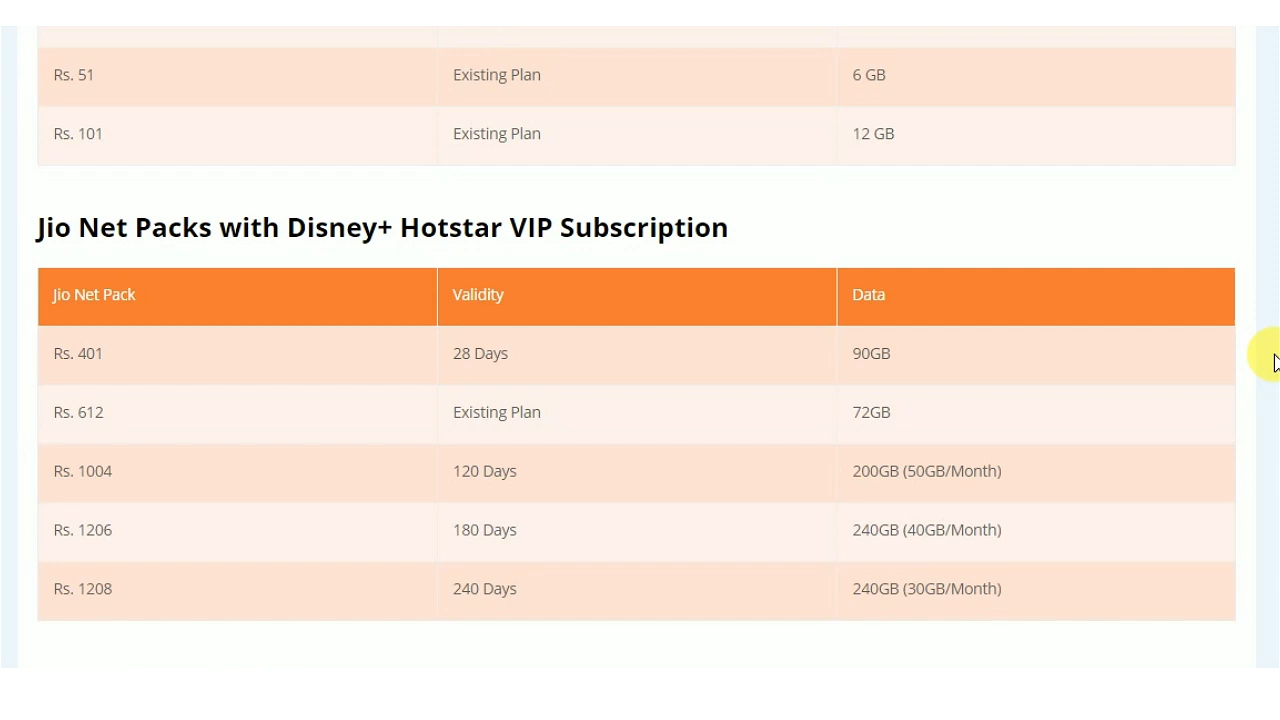 Rs. 51 Existing Plan 6 GB
Rs. 101 Existing Plan 12 GB
Jio Net Packs with Disney+ Hotstar VIP Subscription
Jio Net Pack Validity Data
Rs. 401 28 Days 90GB
Rs. 612 Existing Plan 72GB
Rs. 1004 120 Days 200GB (50GB/Month)
Rs. 1206 180 Days 240GB (40GB/Month)
Rs. 1208 240 Days 240GB (30GB/Month)